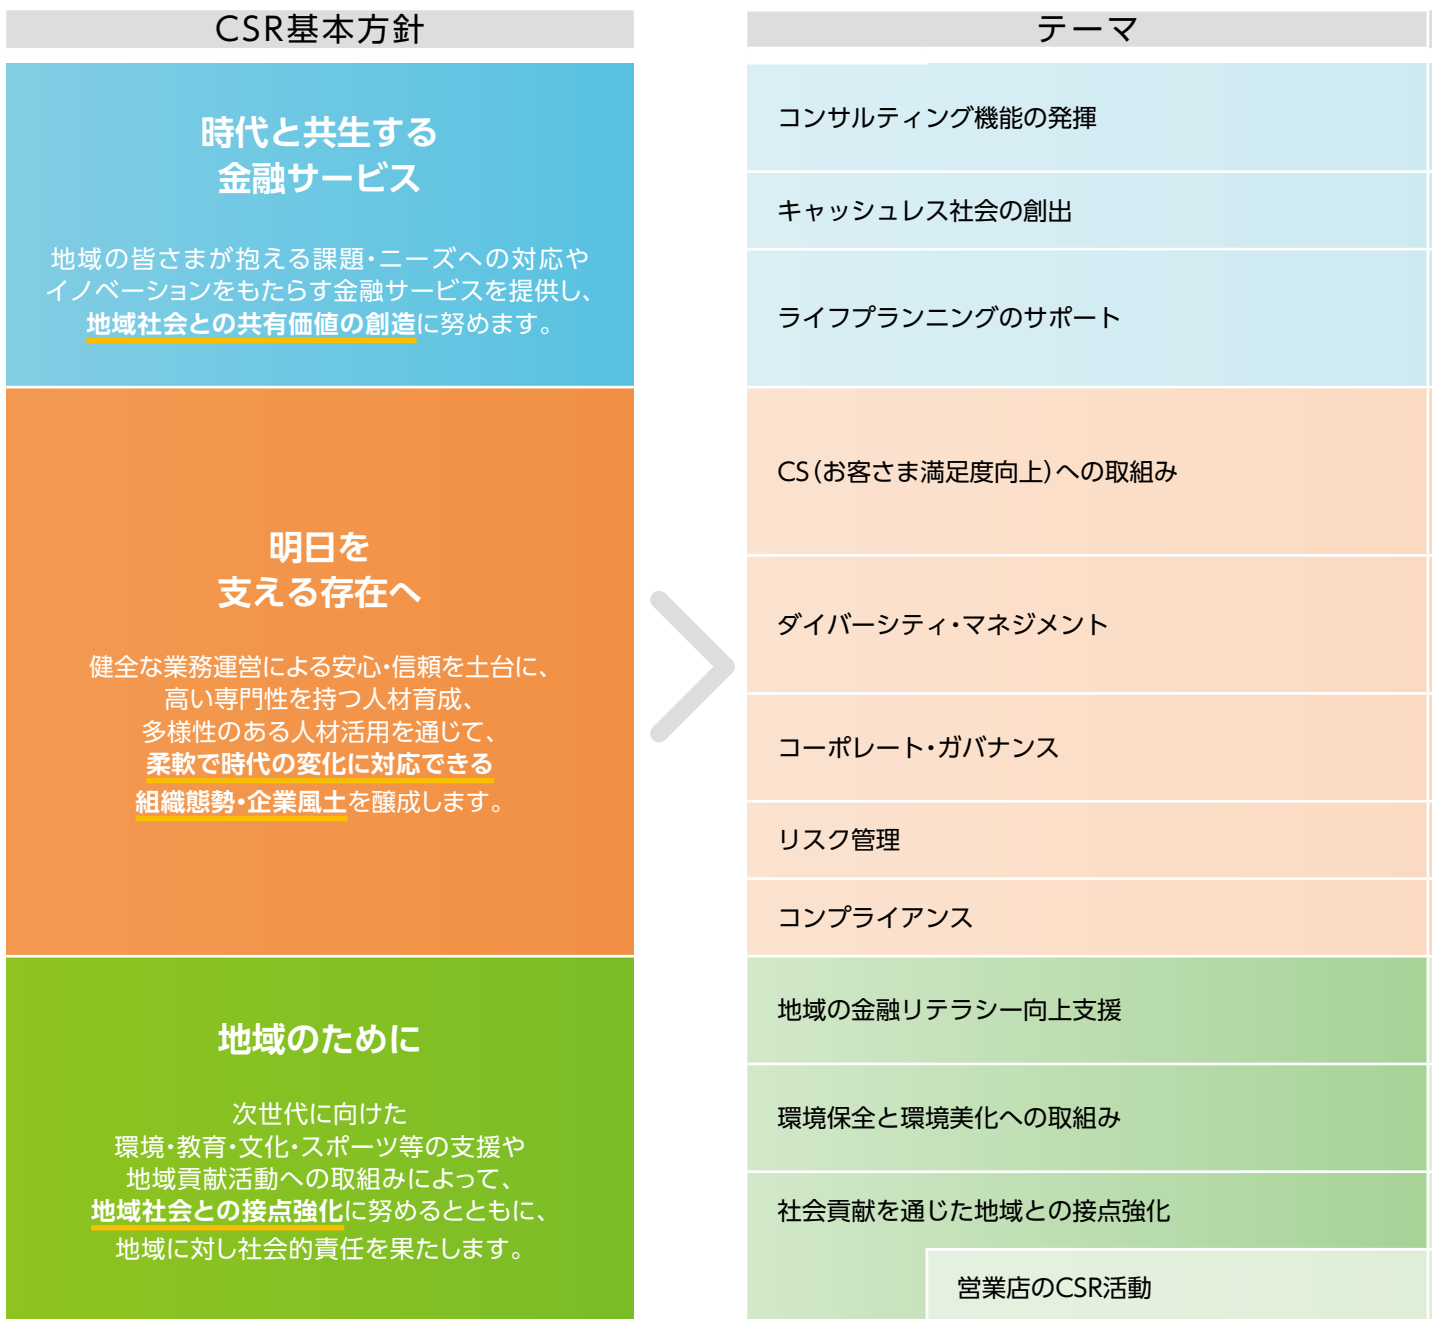 CSR基本方針
時代と共生する
金融サービス
地域の皆さまが抱える課題・ニーズへの対応や
イノベーションをもたらす金融サービスを提供し、
地域社会との共有価値の創造に努めます。
明日を
支える存在へ
健全な業務運営による安心・信頼を土台に、
高い専門性を持つ人材育成、
多様性のある人材活用を通じて、
柔軟で時代の変化に対応できる
組織態勢・企業風土を醸成します。
地域のために
次世代に向けた
環境・教育・文化・スポーツ等の支援や
地域貢献活動への取組みによって、
地域社会との接点強化に努めるとともに、
地域に対し社会的責任を果たします。
テーマ
コンサルティング機能の発揮
キャッシュレス社会の創出
ライフプランニングのサポート
CS(お客さま満足度向上)への取組み
ダイバーシティ・マネジメント
コーポレート・ガバナンス
リスク管理
コンプライアンス
地域の金融リテラシー向上支援
環境保全と環境美化への取組み
社会貢献を通じた地域との接点強化
営業店のCSR活動